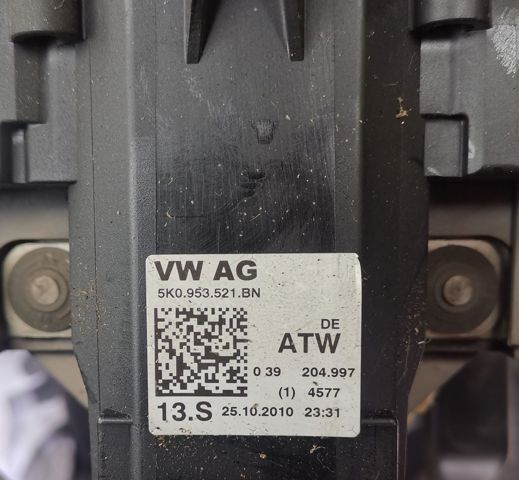 VW AG
5K0.953.521.BN
DE
ATW
0 39 204.997
(1) 4577
13.S 25.10.2010 23:31